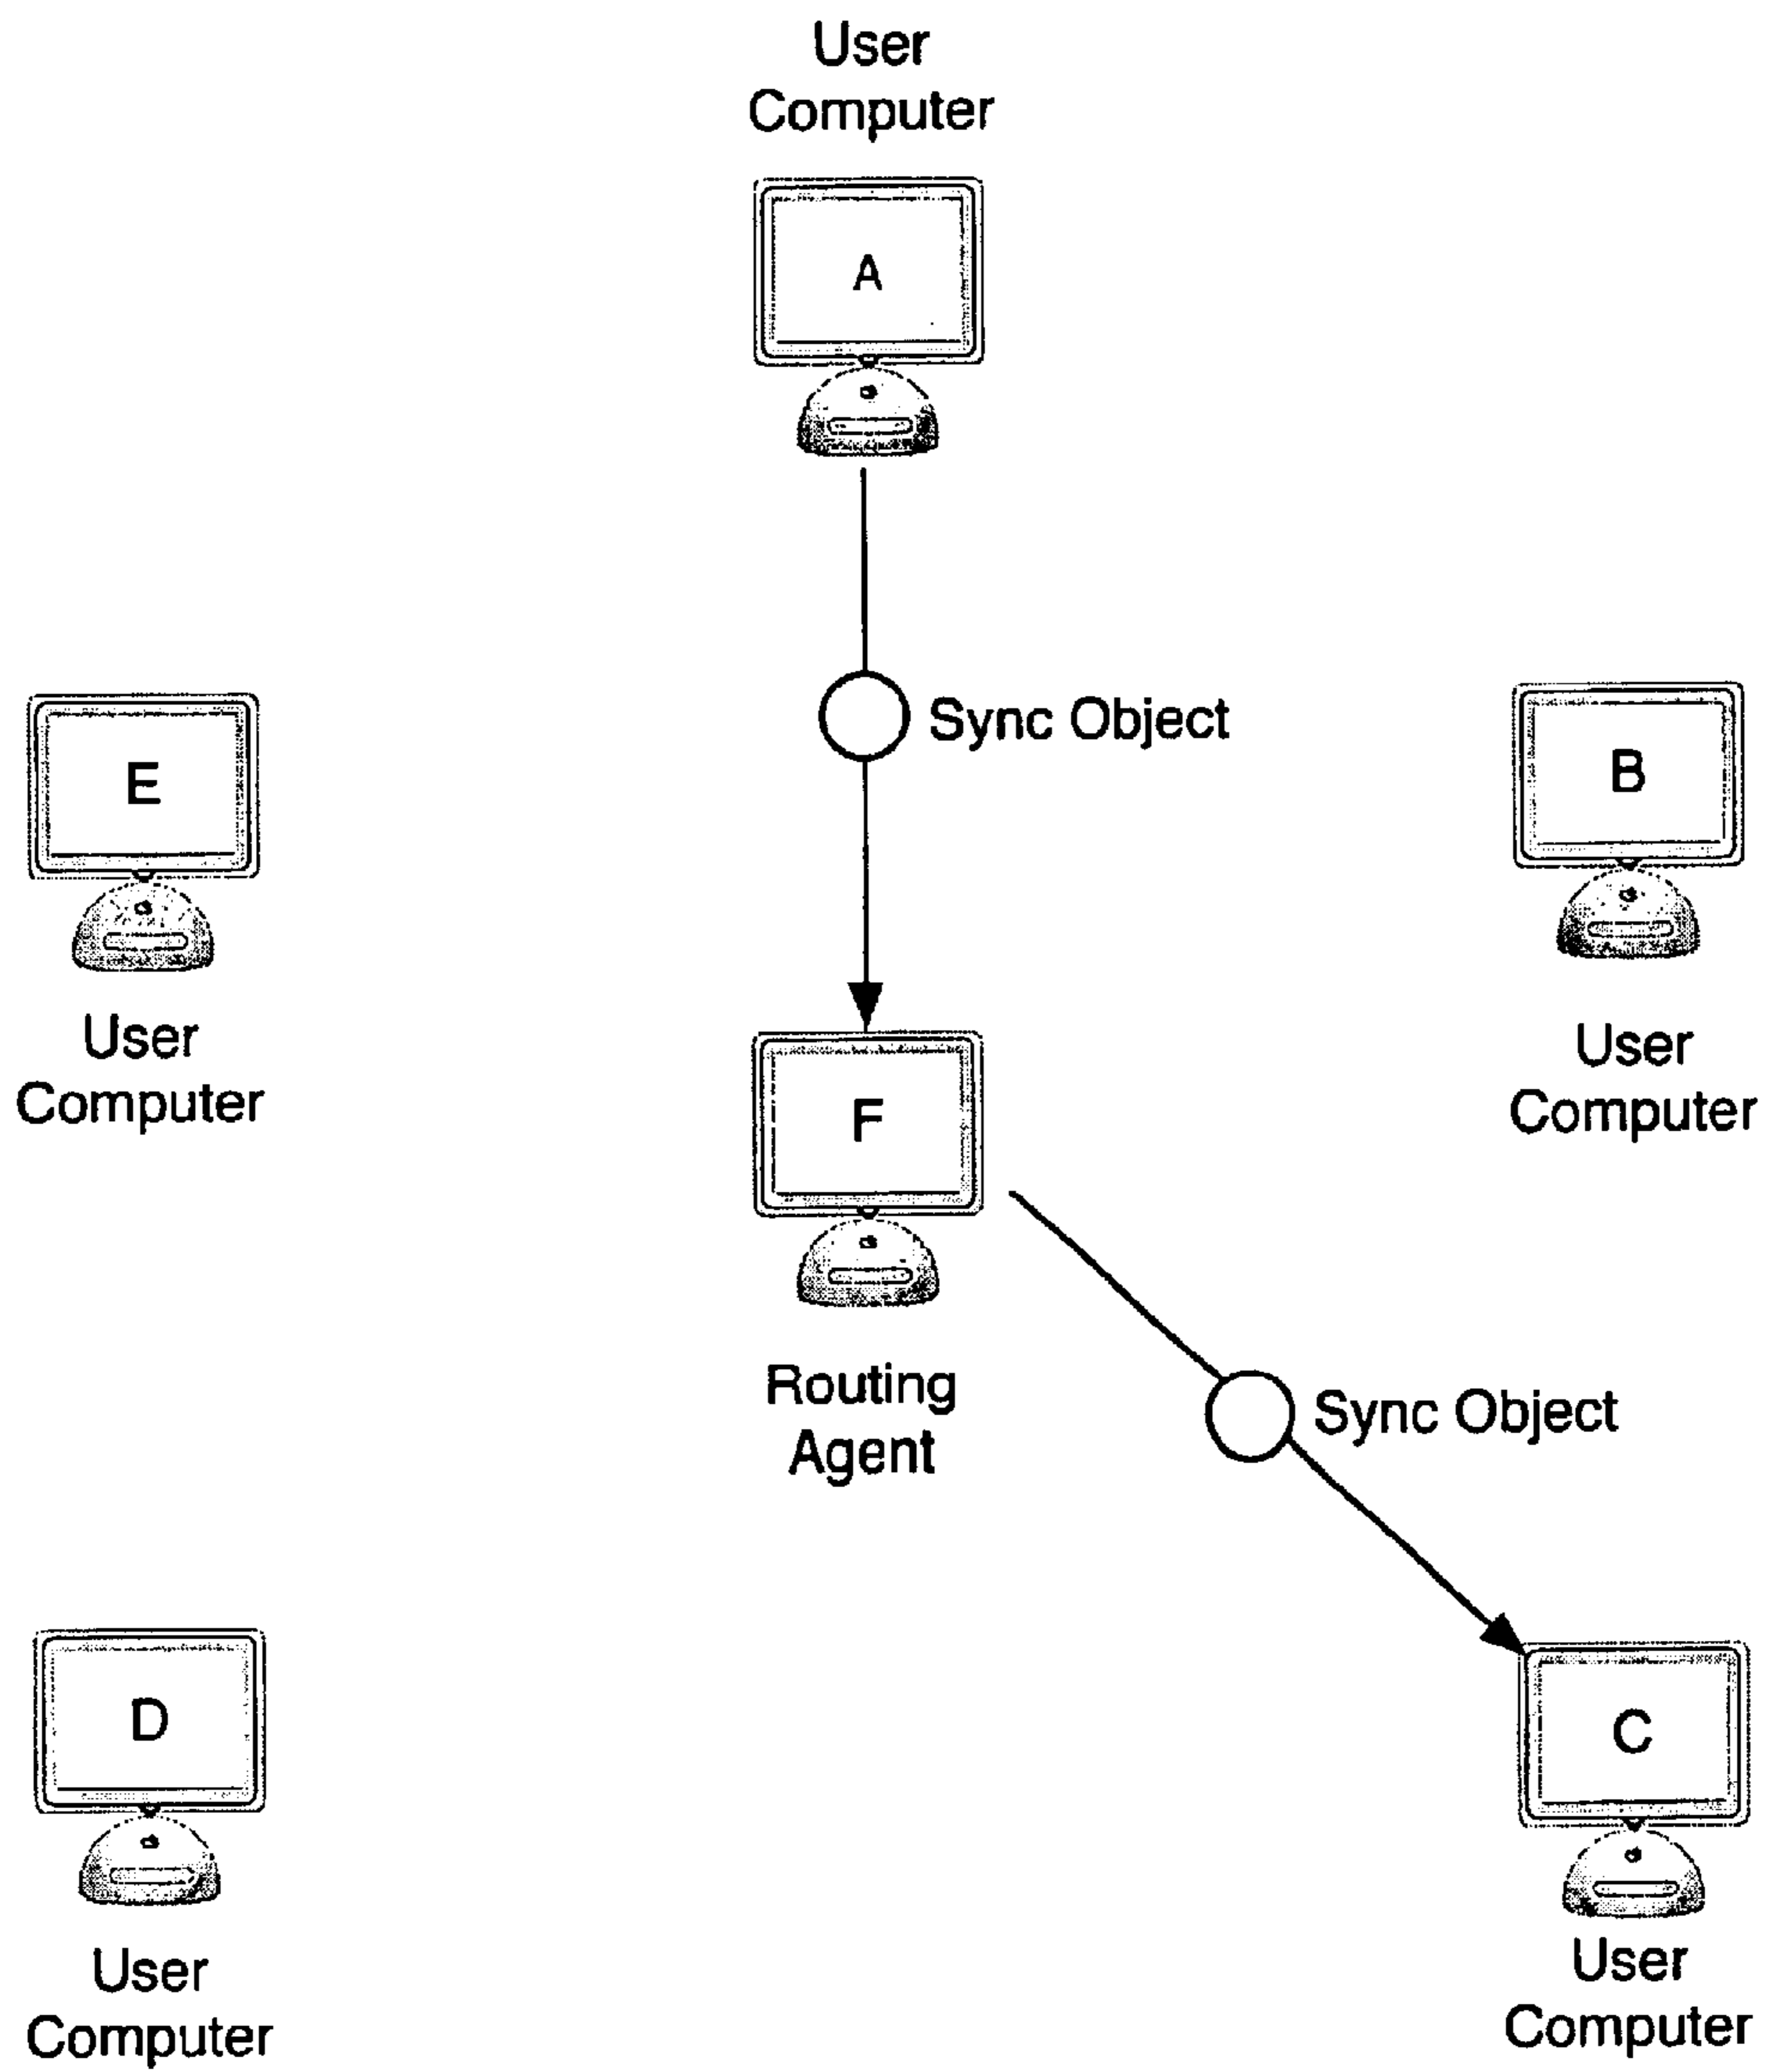 User
Computer
A
Sync Object
E
User
Computer
B
User
Computer
F
Routing
Agent
Sync Object
D
User
Computer
C
User
Computer